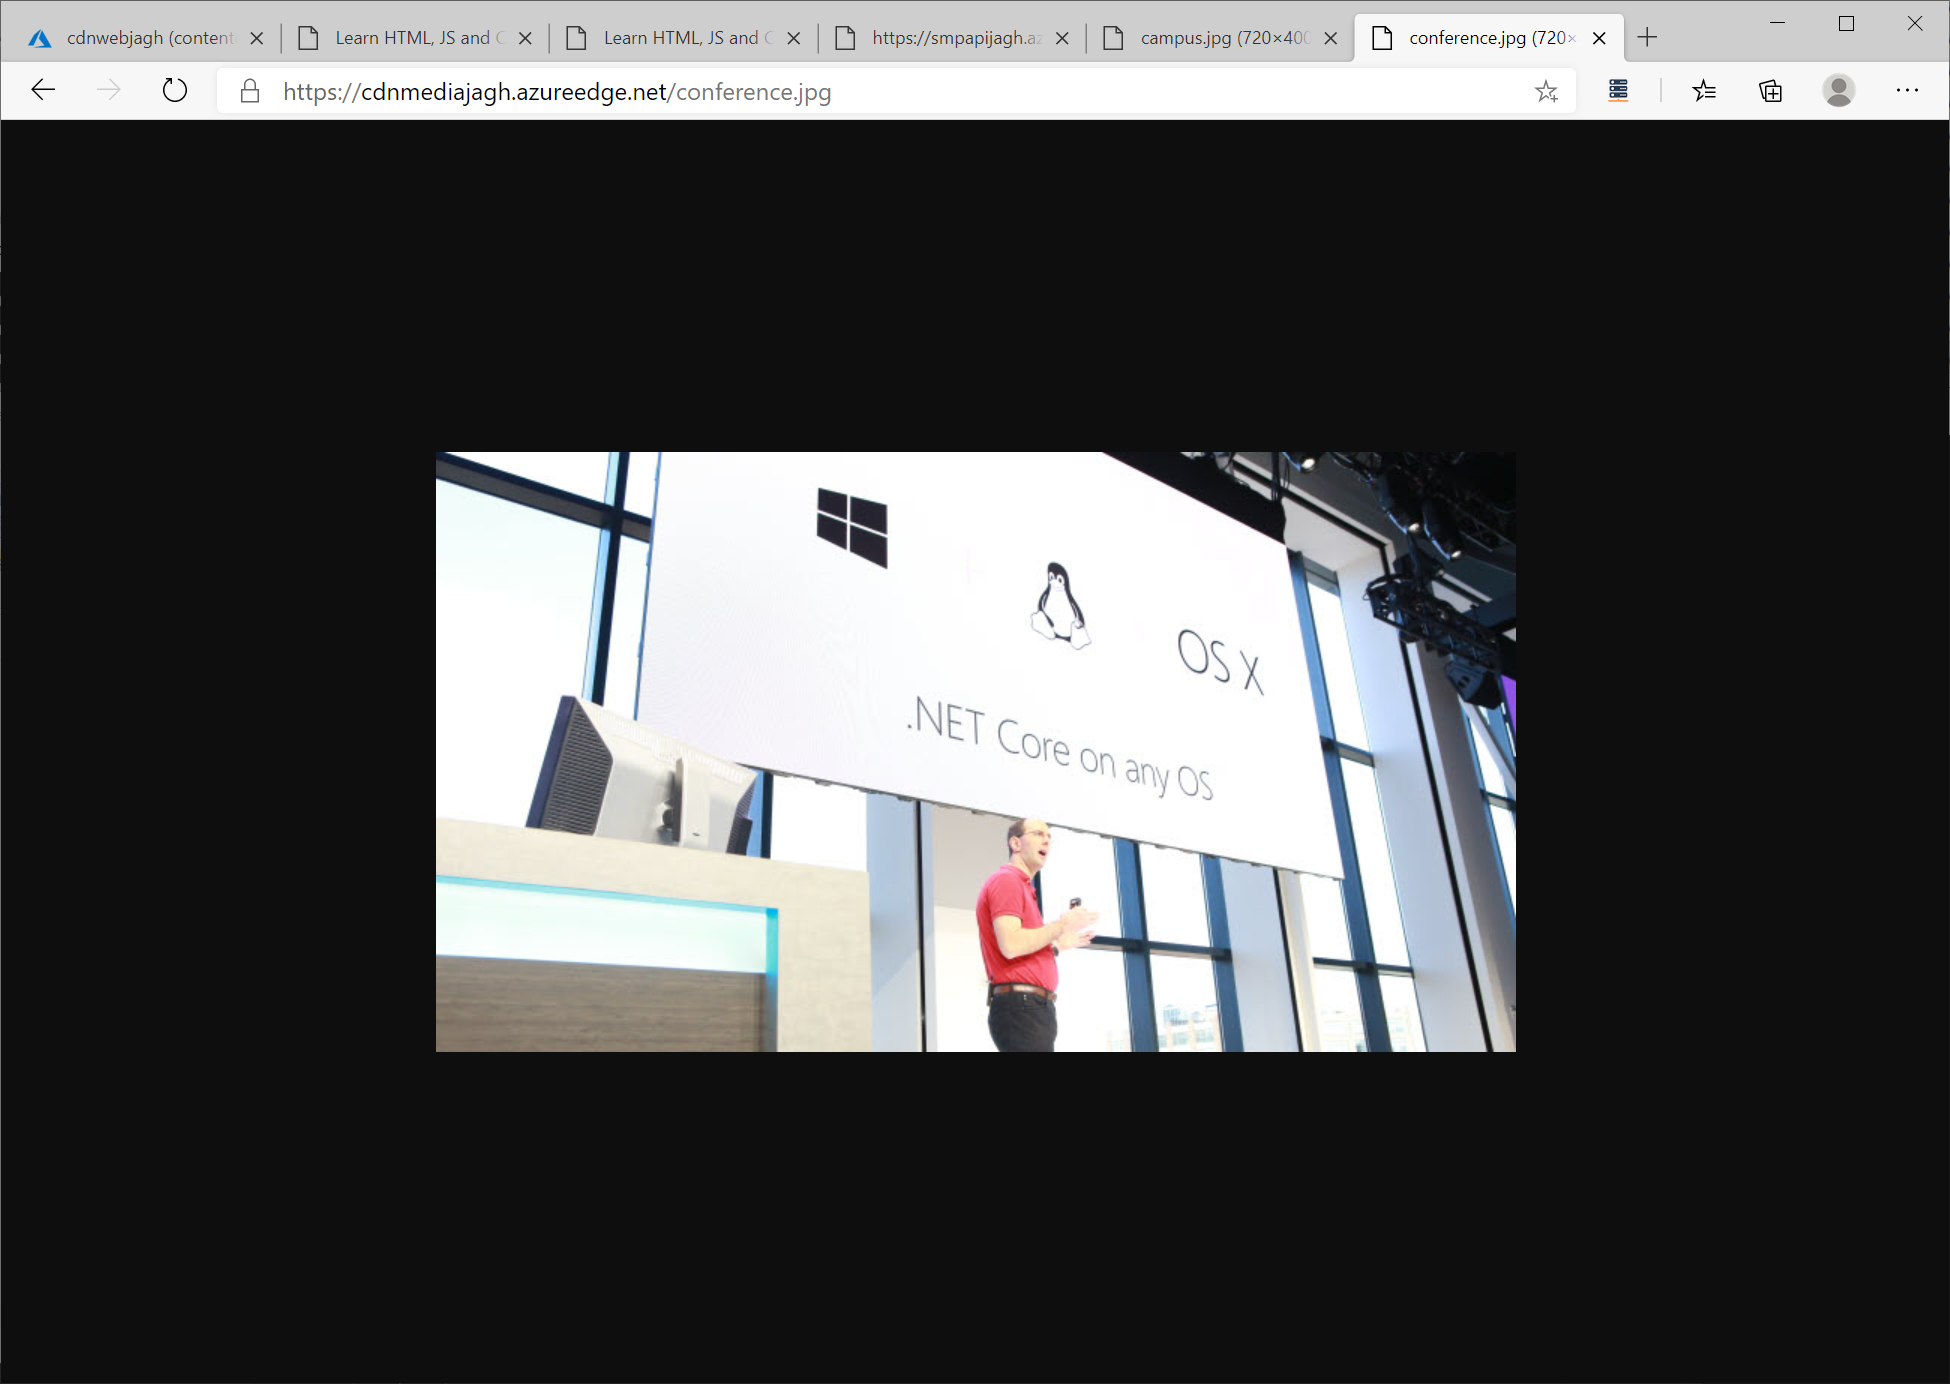 cdnwebjagh (content
Learn HTML, JS and C
Learn HTML, JS and C
https://smpapijagh.az
campus.jpg (720×400
conference.jpg (720×
https://cdnmediajagh.azureedge.net/conference.jpg
OS X
.NET Core on any OS